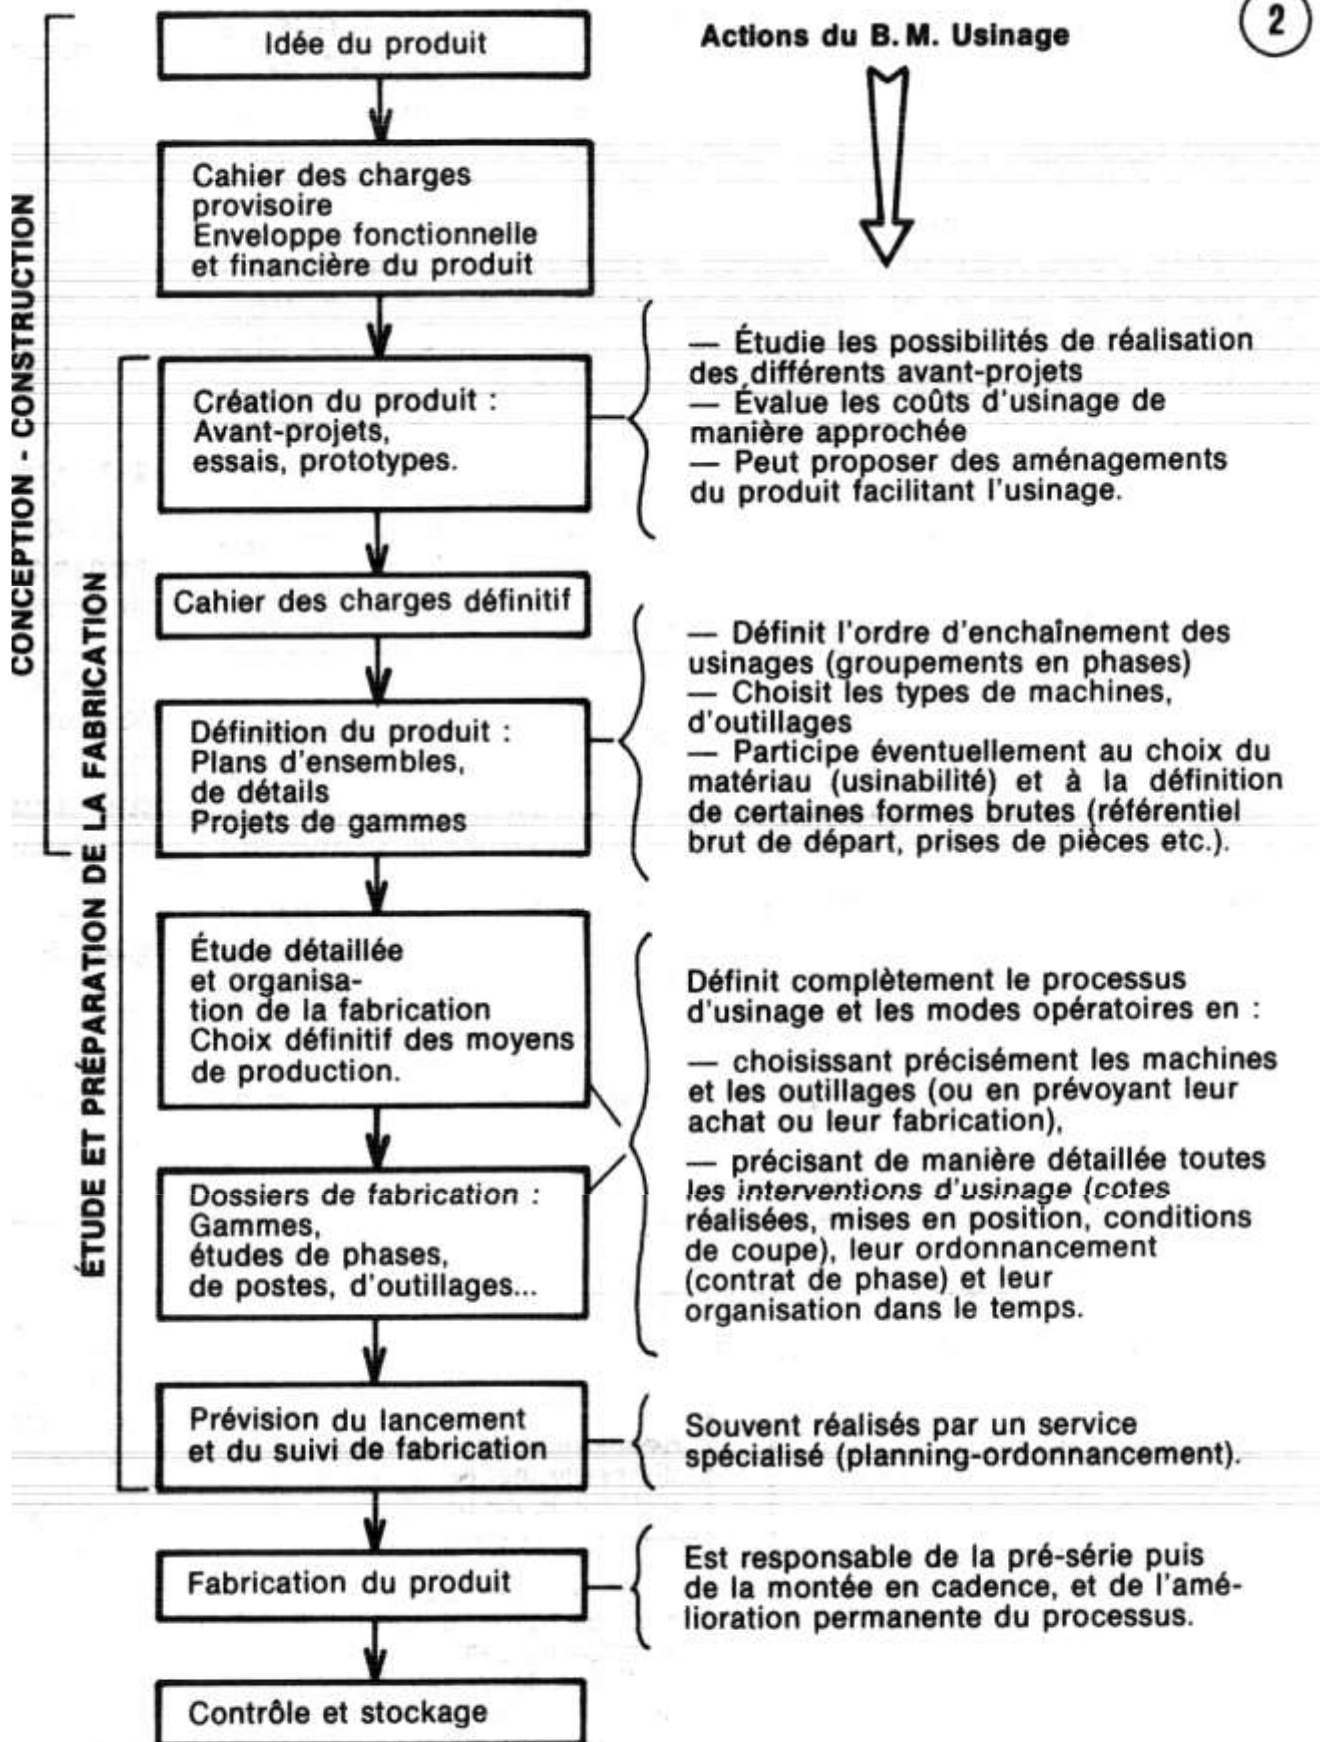 Idée du produit
Actions du B. M. Usinage
2
Cahier des charges
provisoire
Enveloppe fonctionnelle
et financière du produit
CONCEPTION - CONSTRUCTION
ÉTUDE ET PRÉPARATION DE LA FABRICATION
Création du produit :
Avant-projets,
essais, prototypes.
— Étudie les possibilités de réalisation
des différents avant-projets
— Évalue les coûts d'usinage de
manière approchée
— Peut proposer des aménagements
du produit facilitant l'usinage.
Cahier des charges définitif
Définition du produit :
Plans d'ensembles,
de détails
Projets de gammes
— Définit l'ordre d'enchaînement des
usinages (groupements en phases)
— Choisit les types de machines,
d'outillages
— Participe éventuellement au choix du
matériau (usinabilité) et à la définition
de certaines formes brutes (référentiel
brut de départ, prises de pièces etc.).
Étude détaillée
et organisa-
tion de la fabrication
Choix définitif des moyens
de production.
Dossiers de fabrication :
Gammes,
études de phases,
de postes, d'outillages...
Définit complètement le processus
d'usinage et les modes opératoires en :
— choisissant précisément les machines
et les outillages (ou en prévoyant leur
achat ou leur fabrication),
— précisant de manière détaillée toutes
les interventions d'usinage (cotes
réalisées, mises en position, conditions
de coupe), leur ordonnancement
(contrat de phase) et leur
organisation dans le temps.
Prévision du lancement
et du suivi de fabrication
Souvent réalisés par un service
spécialisé (planning-ordonnancement).
Fabrication du produit
Est responsable de la pré-série puis
de la montée en cadence, et de l'amé-
lioration permanente du processus.
Contrôle et stockage